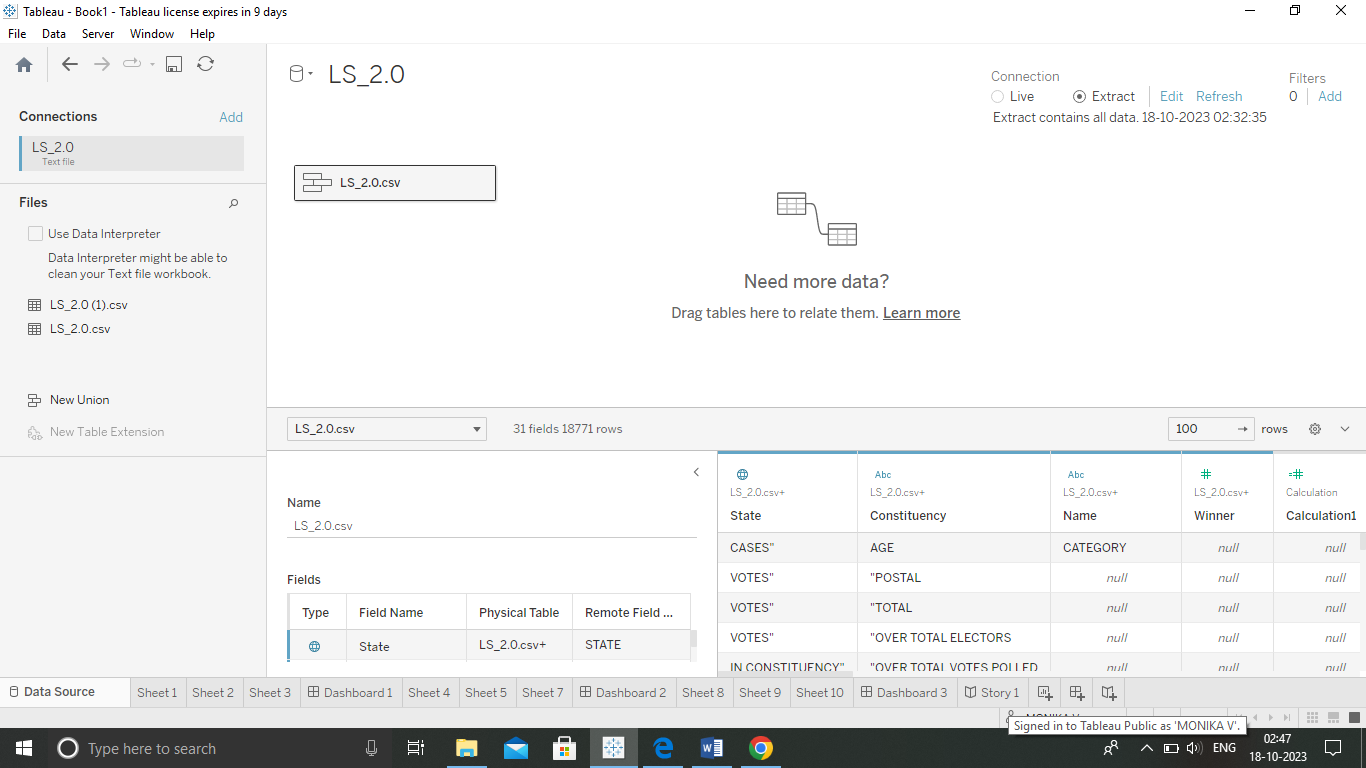 Tableau - Book1 - Tableau license expires in 9 days
File Data Server Window Help
LS_2.0
Connection
Live Extract Edit Refresh
Extract contains all data. 18-10-2023 02:32:35
Filters
0 Add
Connections Add
LS_2.0
Text file
Files
Use Data Interpreter
Data Interpreter might be able to
clean your Text file workbook.
LS_2.0 (1).csv
LS_2.0.csv
New Union
New Table Extension
LS_2.0.csv
Need more data?
Drag tables here to relate them. Learn more
LS_2.0.csv 31 fields 18771 rows 100 rows
Name
LS_2.0.csv
Fields
Type Field Name Physical Table Remote Field ...
State LS_2.0.csv+ STATE
Abc Abc
LS_2.0.csv+ LS_2.0.csv+ LS_2.0.csv+ LS_2.0.csv+ Calculation
State Constituency Name Winner Calculation1
CASES" AGE CATEGORY null null
VOTES" "POSTAL null null null
VOTES" "TOTAL null null null
VOTES" "OVER TOTAL ELECTORS null null null
IN CONSTITUENCY" "OVER TOTAL VOTES POLLED null null null
Data Source Sheet 1 Sheet 2 Sheet 3 Dashboard 1 Sheet 4 Sheet 5 Sheet 7 Dashboard 2 Sheet 8 Sheet 9 Sheet 10 Dashboard 3 Story 1
Signed in to Tableau Public as 'MONIKA V'.
Type here to search
ENG
02:47
18-10-2023